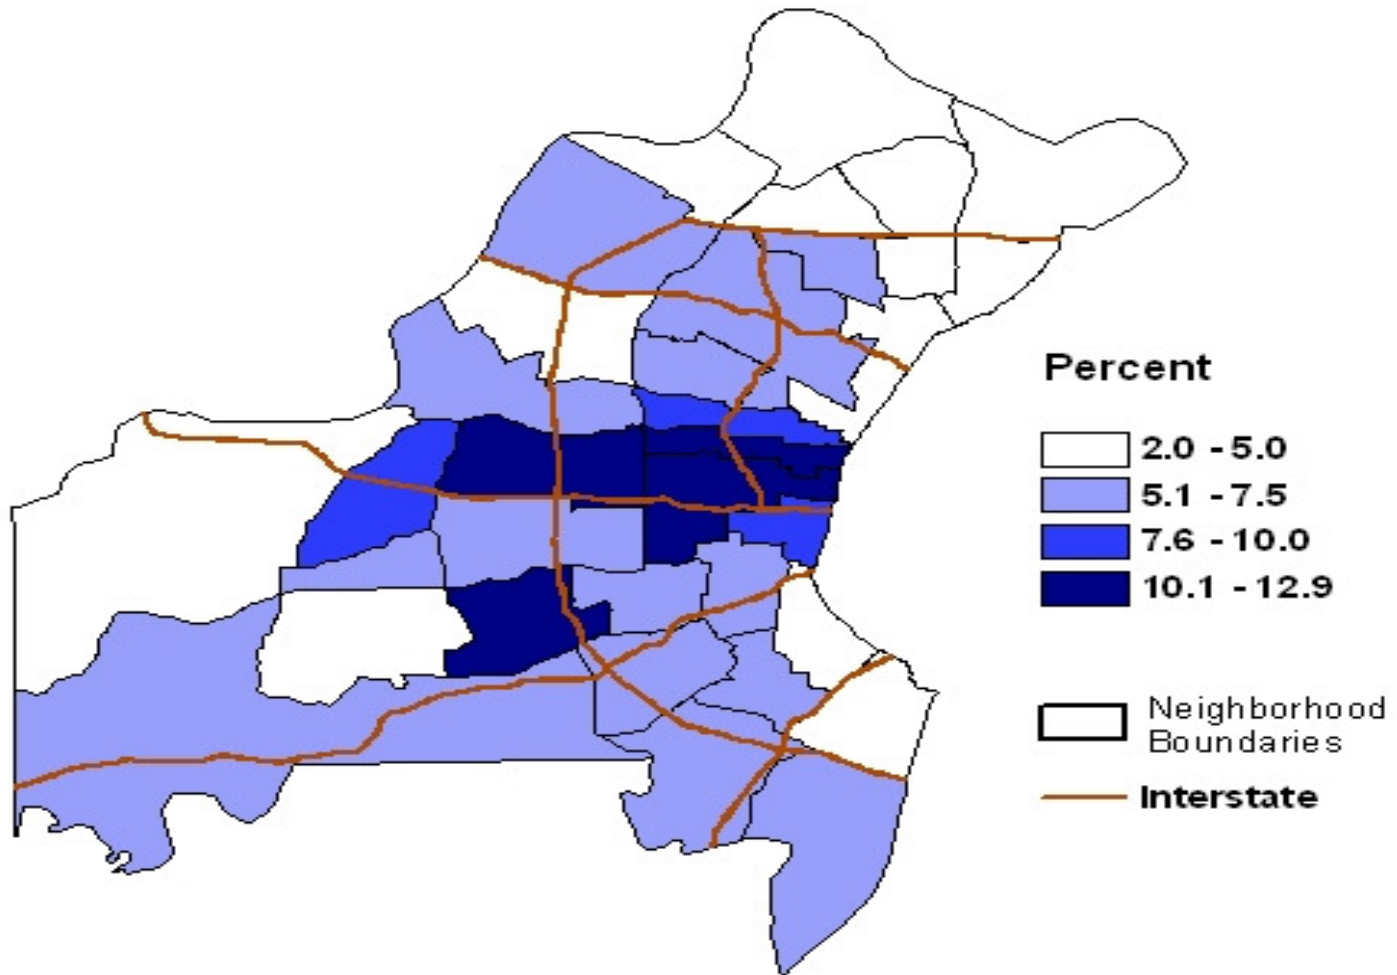 Percent
2.0 - 5.0
5.1 - 7.5
7.6 - 10.0
10.1 - 12.9
Neighborhood
Boundaries
Interstate